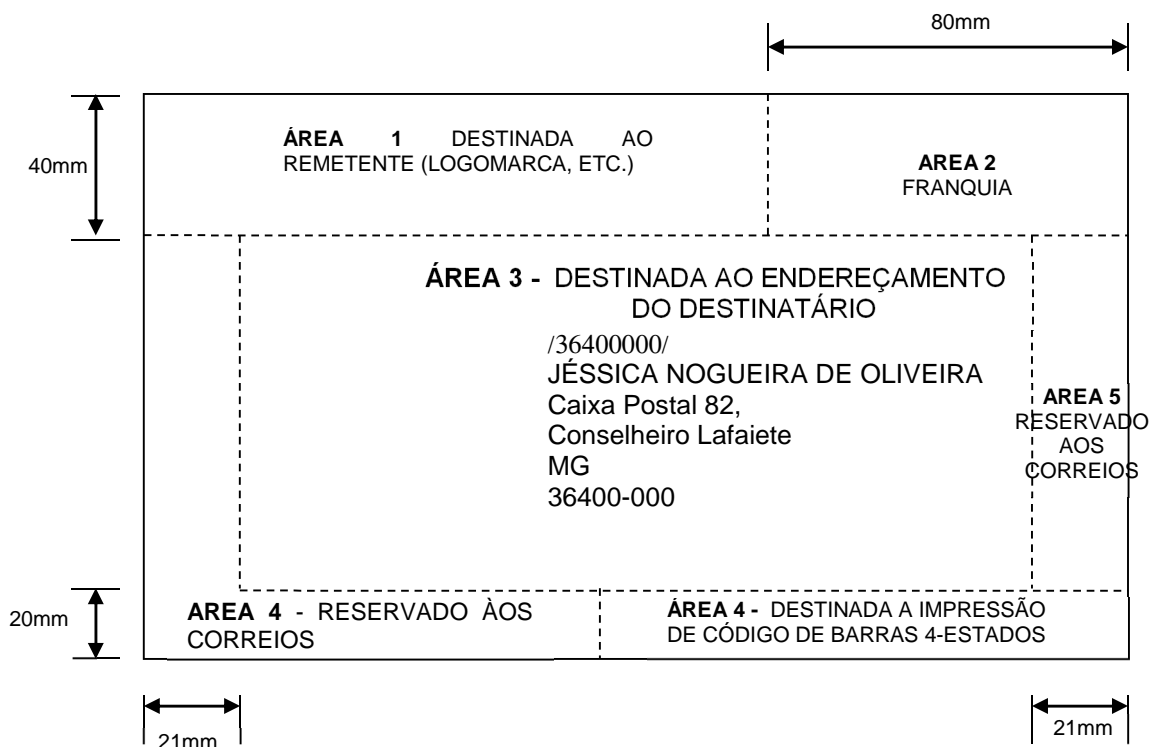 80mm
40mm
ÁREA 1 DESTINADA AO
REMETENTE (LOGOMARCA, ETC.)
AREA 2
FRANQUIA
ÁREA 3 - DESTINADA AO ENDEREÇAMENTO
DO DESTINATÁRIO
/36400000/
JÉSSICA NOGUEIRA DE OLIVEIRA
Caixa Postal 82,
Conselheiro Lafaiete
MG
36400-000
AREA 5
RESERVADO
AOS
CORREIOS
20mm
AREA 4 - RESERVADO ÀOS
CORREIOS
ÁREA 4 - DESTINADA A IMPRESSÃO
DE CÓDIGO DE BARRAS 4-ESTADOS
21mm
21mm